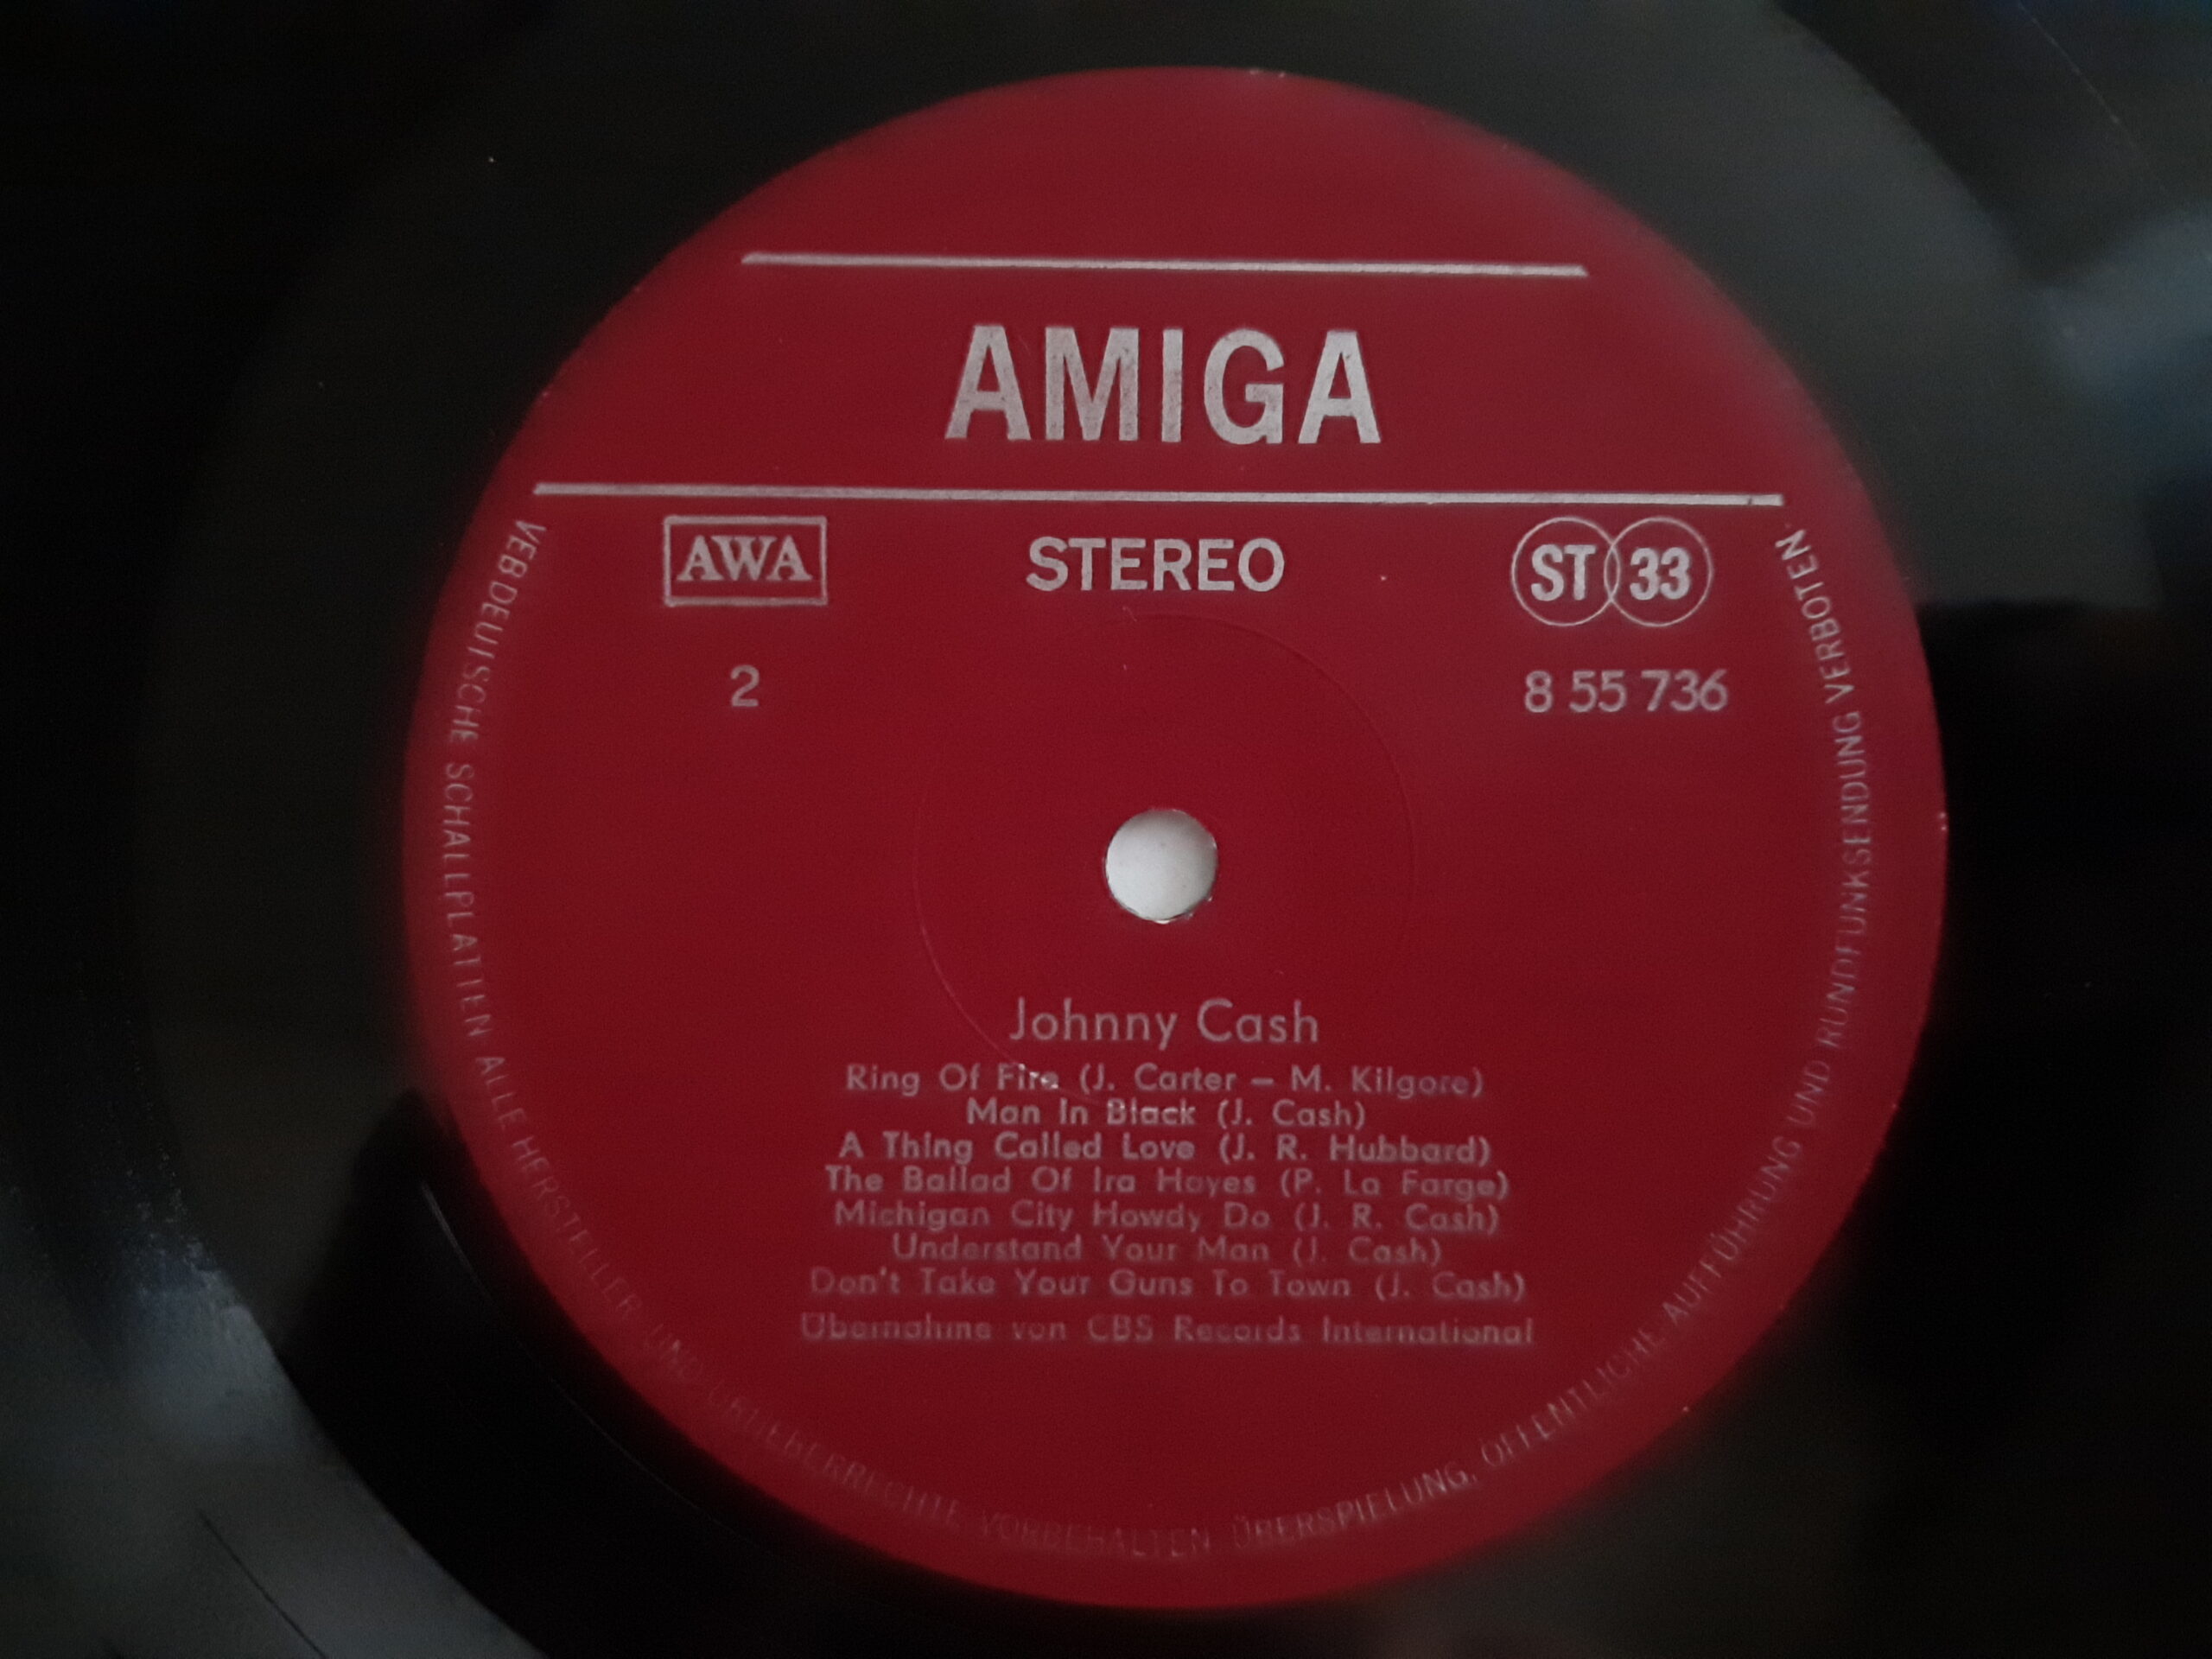 AMIGA
AWA
STEREO
ST 33
2
8 55 736
Johnny Cash
Ring Of Fire (J. Carter – M. Kilgore)
Man In Black (J. Cash)
A Thing Called Love (J. R. Hubbard)
The Ballad Of Ira Hayes (P. La Farge)
Michigan City Howdy Do (J. R. Cash)
Understand Your Man (J. Cash)
Don't Take Your Guns To Town (J. Cash)
Übernahme von CBS Records International
VEB DEUTSCHE SCHALLPLATTEN ALLE HERSTELLER- UND URHEBERRECHTE VORBEHALTEN ÜBERSPIELUNG, ÖFFENTLICHE AUFFÜHRUNG UND RUNDFUNKSENDUNG VERBOTEN